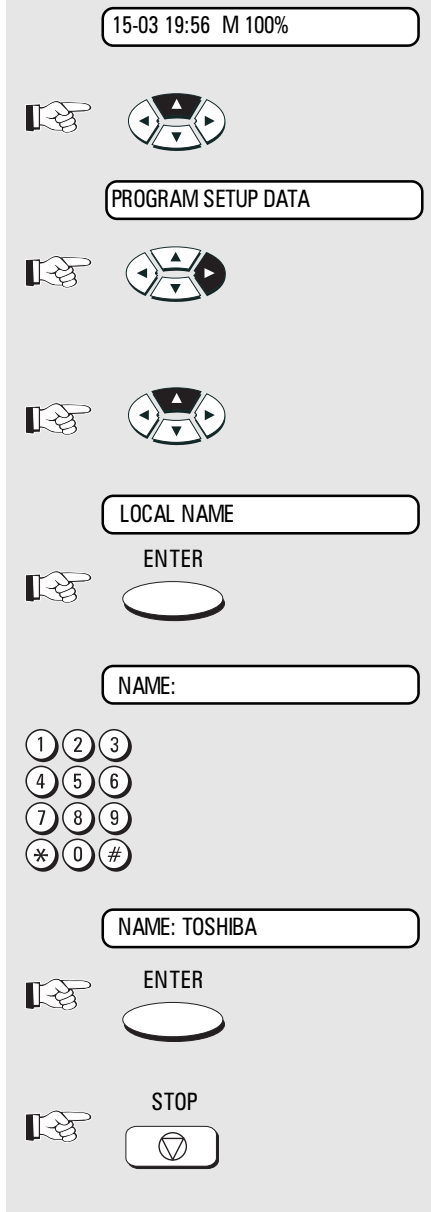 15-03 19:56 M 100%
PROGRAM SETUP DATA
LOCAL NAME
ENTER
NAME:
1 2 3
4 5 6
7 8 9
* 0 #
NAME: TOSHIBA
ENTER
STOP